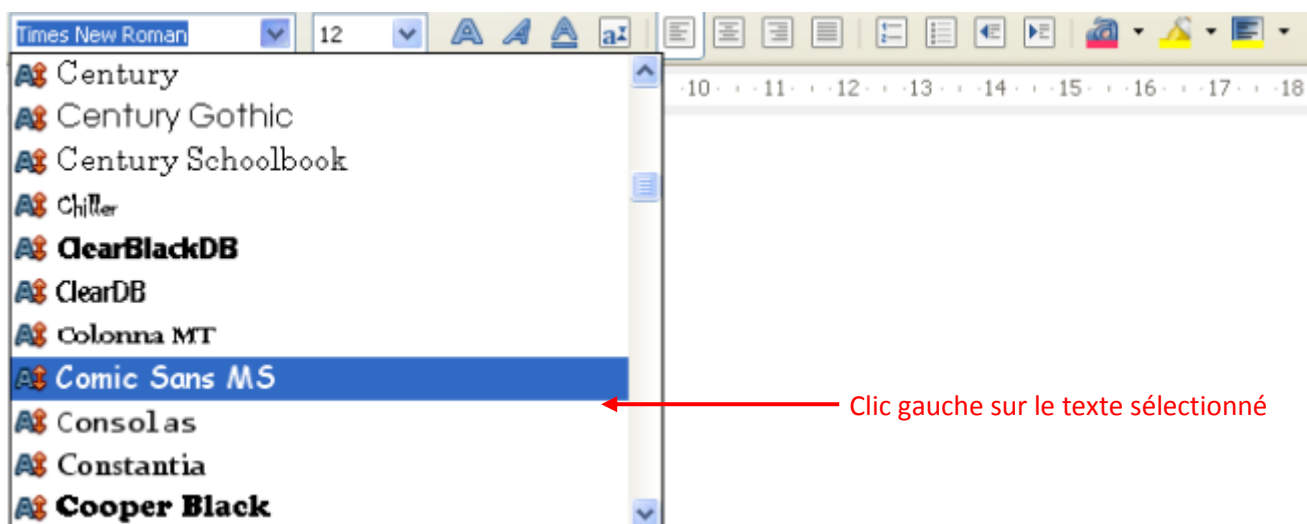 Times New Roman 12
Century
·10· ı ·11· ı ·12· ı ·13· ı ·14· ı ·15· ı ·16· ı ·17· ı ·18
Century Gothic
Century Schoolbook
Chiller
ClearBlackDB
ClearDB
Colonna MT
Comic Sans MS
Clic gauche sur le texte sélectionné
Consolas
Constantia
Cooper Black